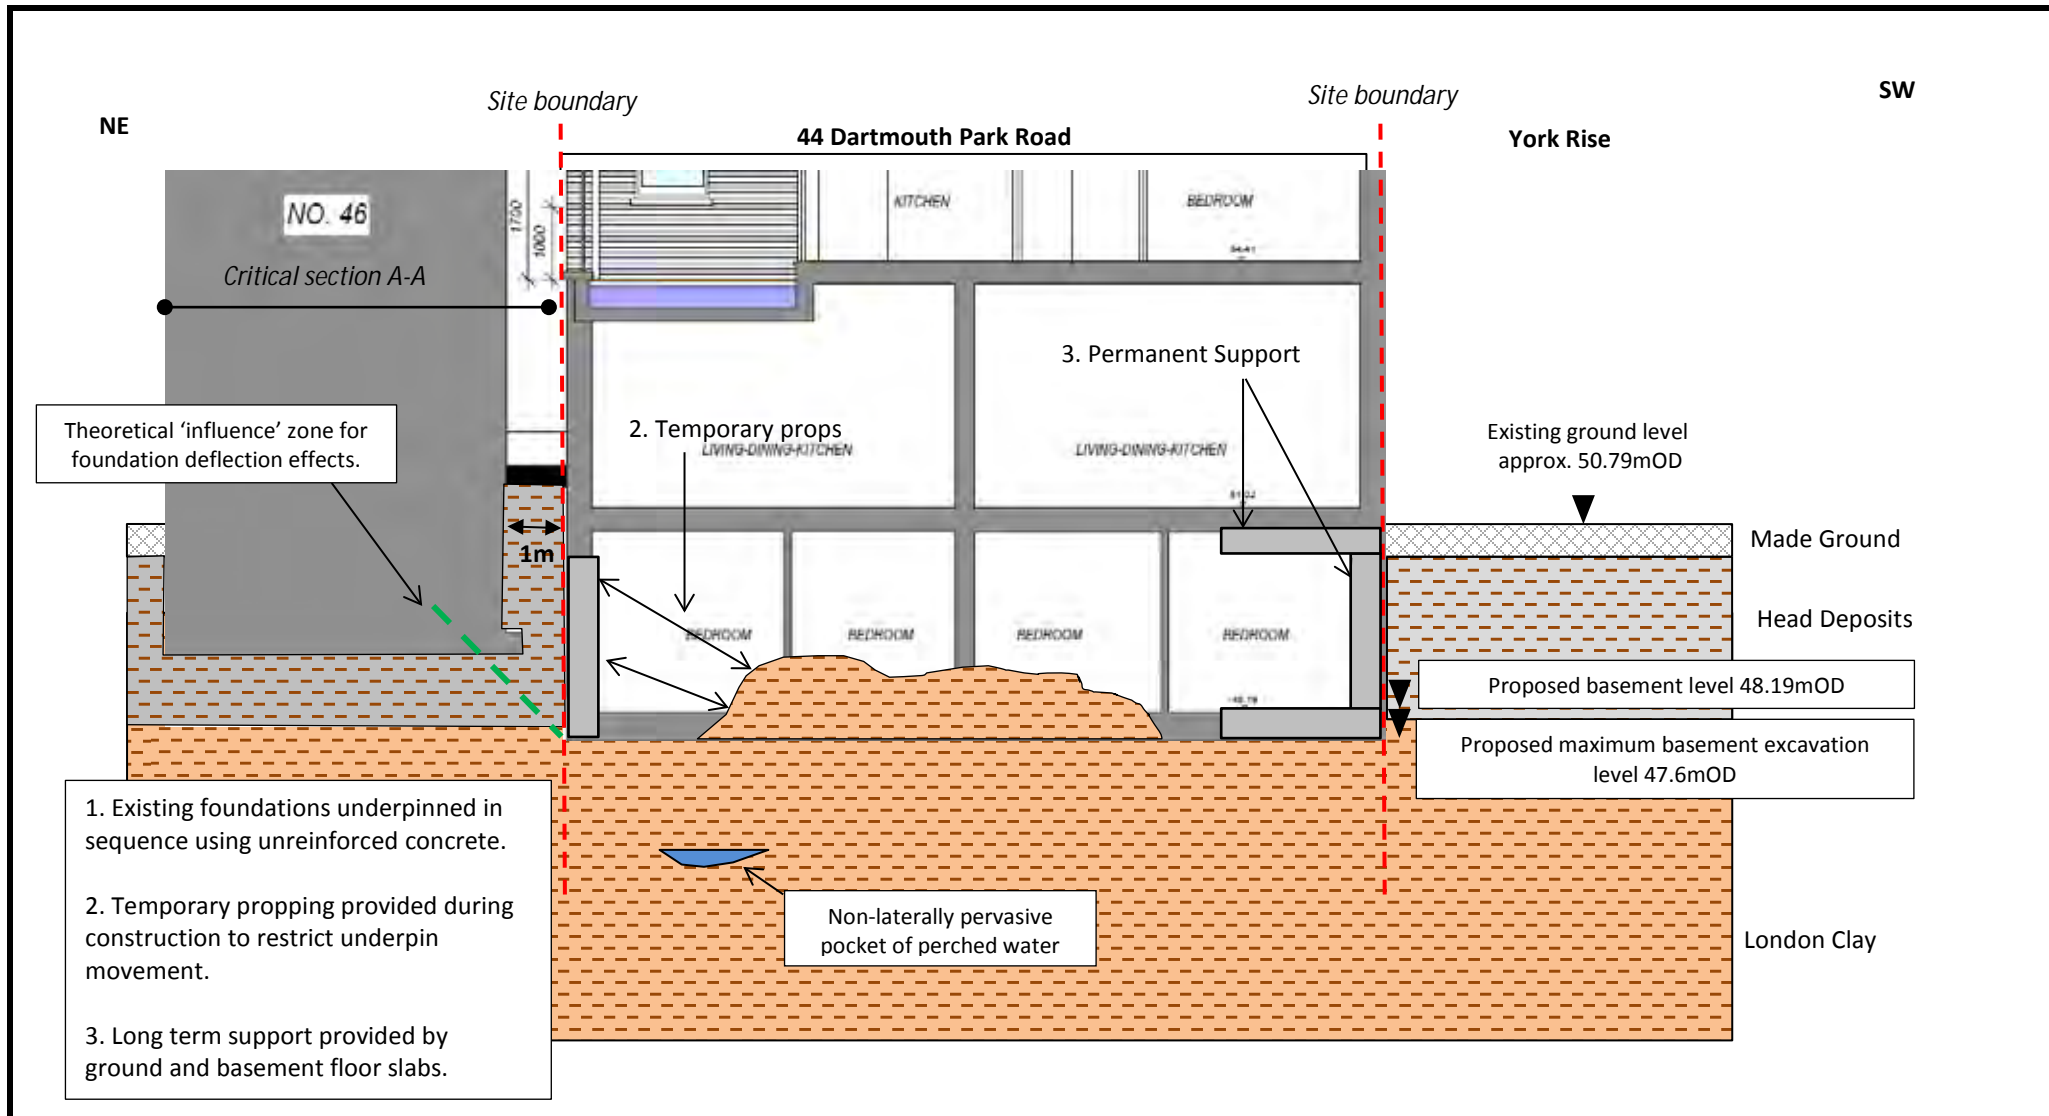 Site boundary
Site boundary
SW
NE
44 Dartmouth Park Road
York Rise
NO. 46
1700
1000
KITCHEN
BEDROOM
Critical section A-A
3. Permanent Support
Theoretical ‘influence’ zone for
foundation deflection effects.
2. Temporary props
LIVING-DINING-KITCHEN
LIVING-DINING-KITCHEN
Existing ground level
approx. 50.79mOD
1m
Made Ground
Head Deposits
BEDROOM
BEDROOM
BEDROOM
BEDROOM
Proposed basement level 48.19mOD
Proposed maximum basement excavation
level 47.6mOD
1. Existing foundations underpinned in
sequence using unreinforced concrete.
2. Temporary propping provided during
construction to restrict underpin
movement.
3. Long term support provided by
ground and basement floor slabs.
Non-laterally pervasive
pocket of perched water
London Clay